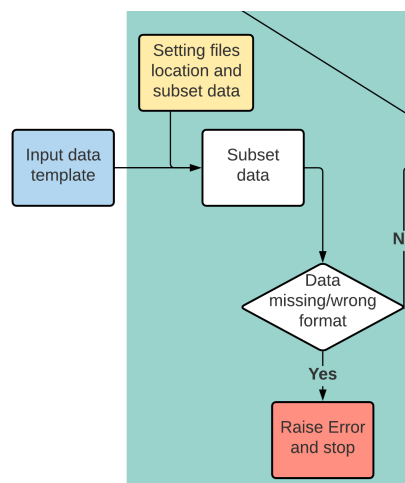 Setting files
location and
subset data
Input data
template
Subset
data
Data
missing/wrong
format
N
Yes
Raise Error
and stop